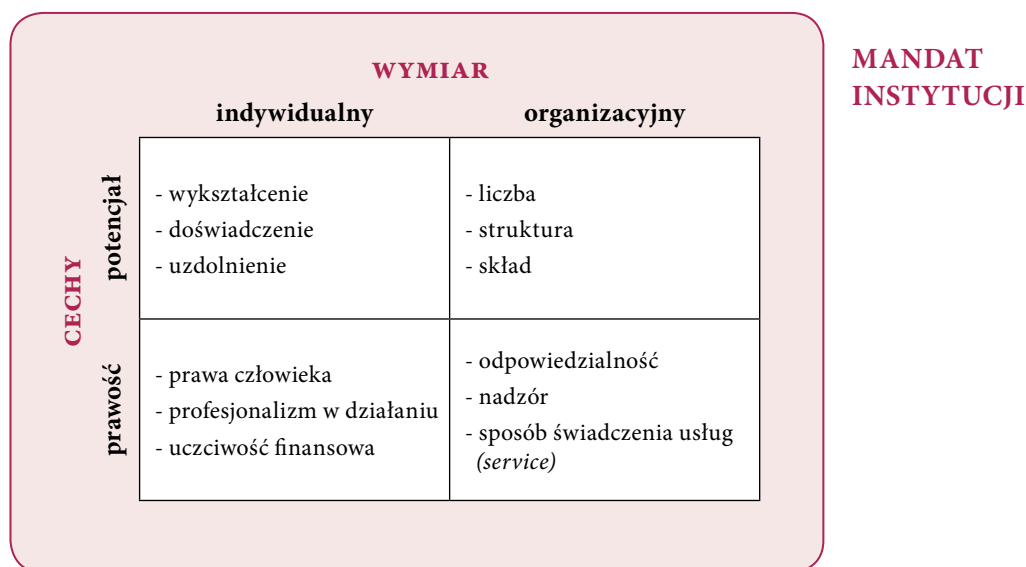 MANDAT
INSTYTUCJI
WYMIAR
indywidualny
organizacyjny
CECHY
potencjał
- wykształcenie
- doświadczenie
- uzdolnienie
- liczba
- struktura
- skład
prawość
- prawa człowieka
- profesjonalizm w działaniu
- uczciwość finansowa
- odpowiedzialność
- nadzór
- sposób świadczenia usług
(service)